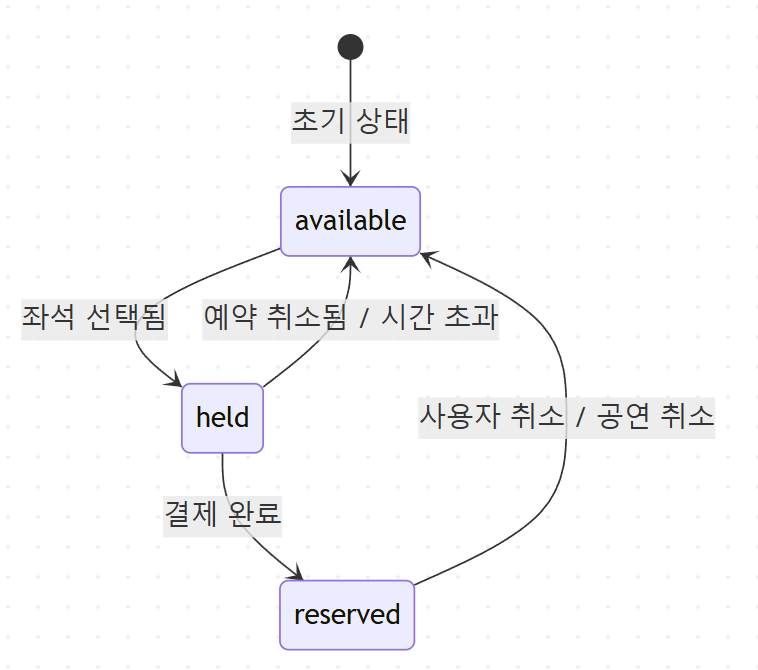 초기 상태
available
좌석 선택됨
예약 취소됨 / 시간 초과
held
사용자 취소 / 공연 취소
결제 완료
reserved